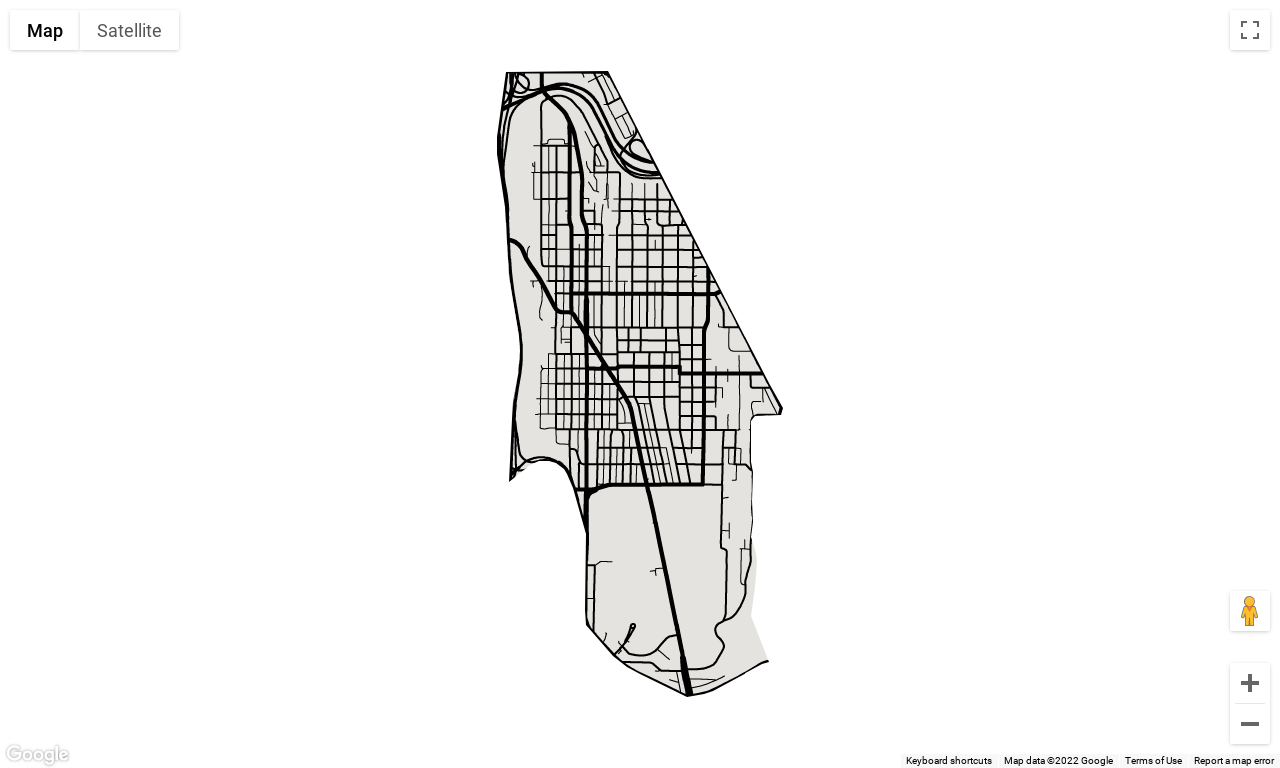 Map
Satellite
Google
Keyboard shortcuts
Map data ©2022 Google
Terms of Use
Report a map error